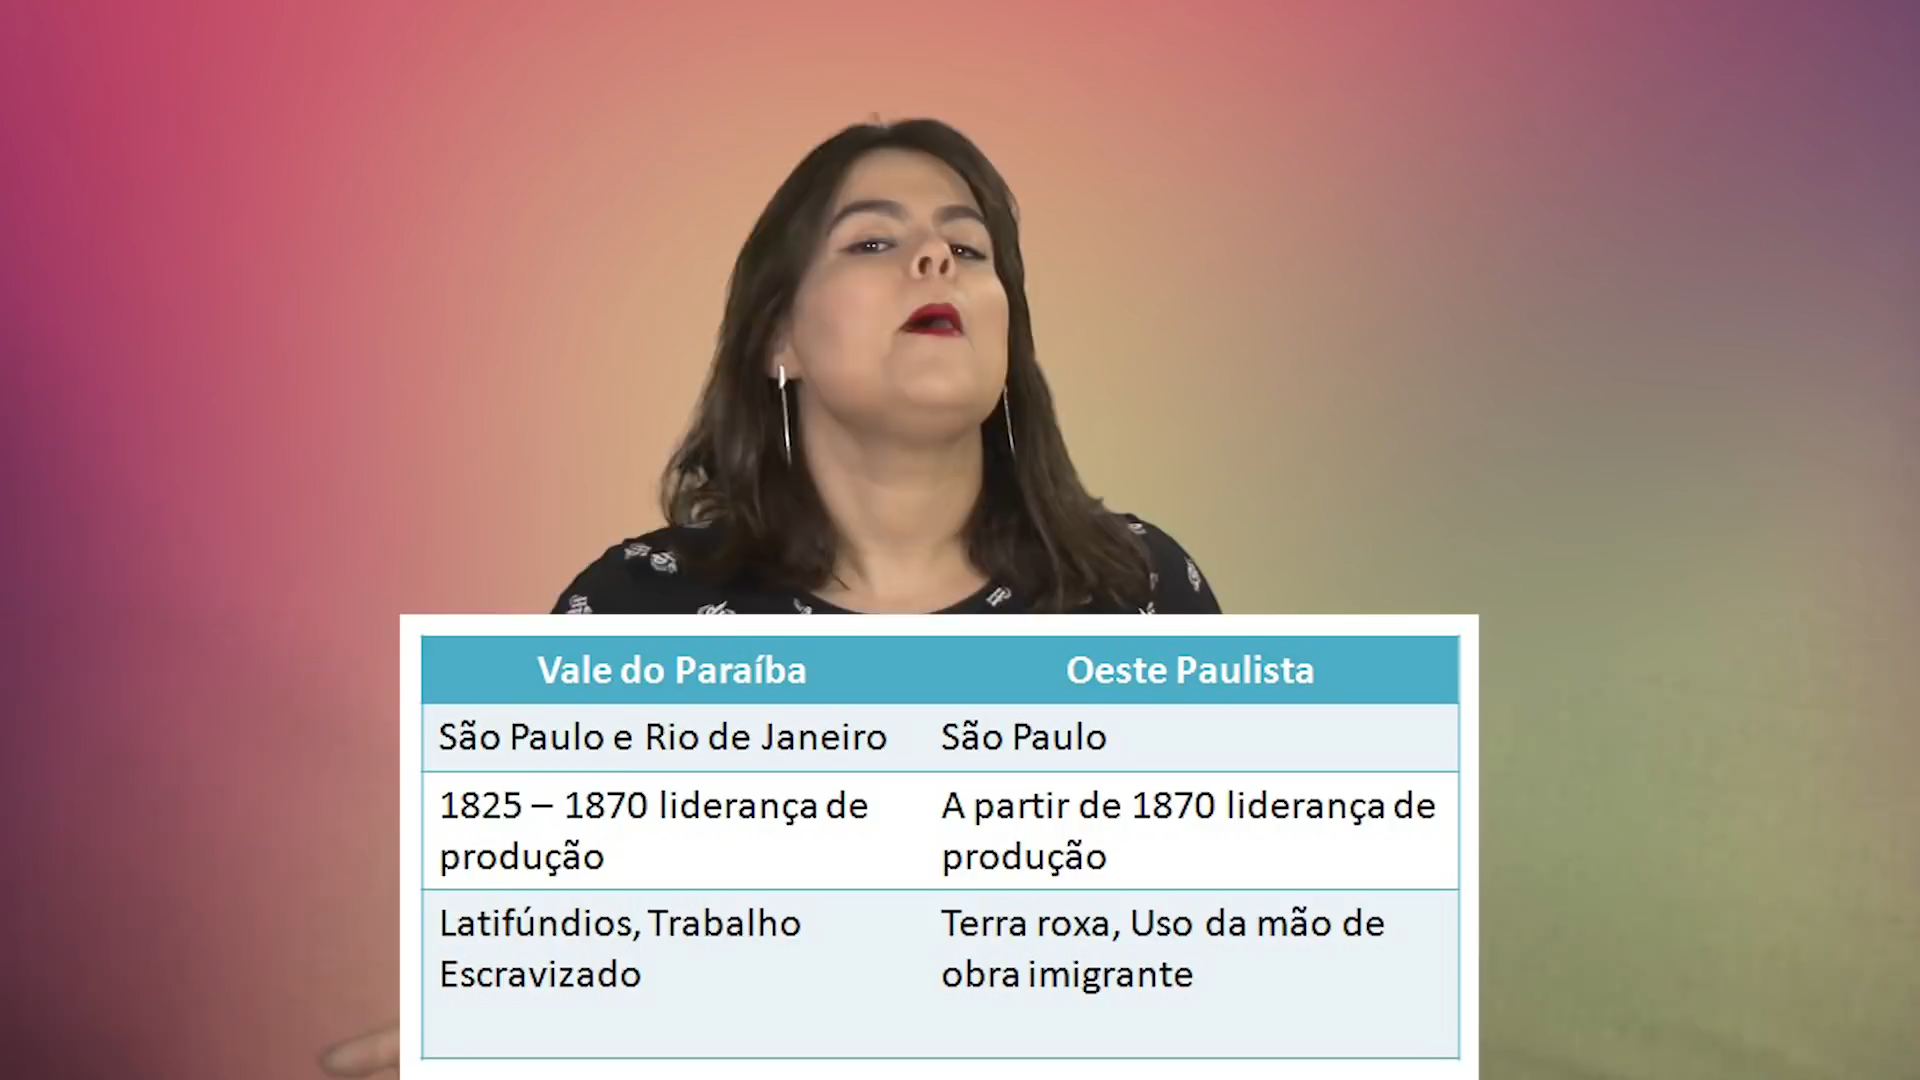 Vale do Paraíba
Oeste Paulista
São Paulo e Rio de Janeiro
São Paulo
1825 – 1870 liderança de
produção
A partir de 1870 liderança de
produção
Latifúndios, Trabalho
Escravizado
Terra roxa, Uso da mão de
obra imigrante